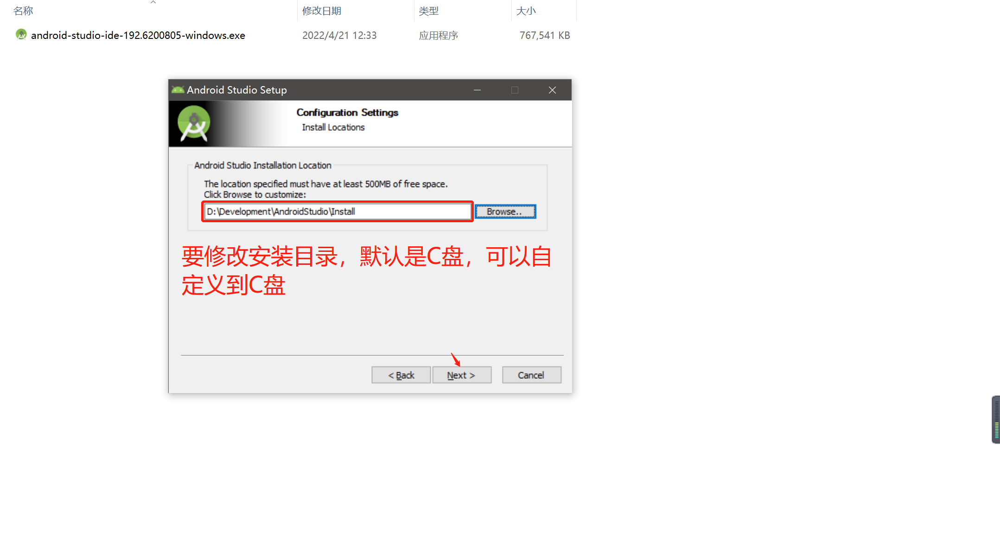 名称 修改日期 类型 大小
android-studio-ide-192.6200805-windows.exe 2022/4/21 12:33 应用程序 767,541 KB
Android Studio Setup
Configuration Settings
Install Locations
Android Studio Installation Location
The location specified must have at least 500MB of free space.
Click Browse to customize:
D:\Development\AndroidStudio\Install Browse..
要修改安装目录，默认是C盘，可以自
定义到C盘
< Back Next > Cancel